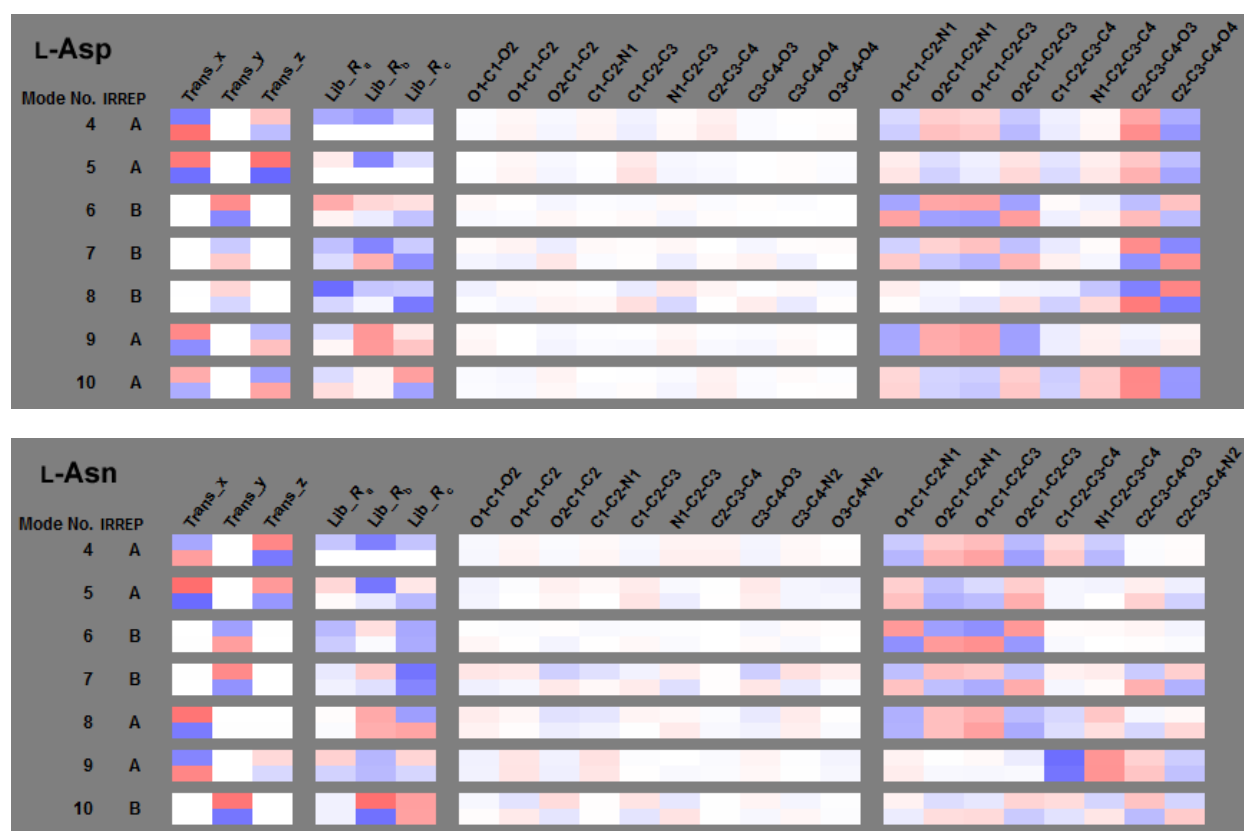 L-Asp
Trans_x Trans_y Trans_z Lib_Ra Lib_Rb Lib_Rc O1-C1-O2 O1-C1-C2 O2-C1-C2 C1-C2-N1 C1-C2-C3 N1-C2-C3 C2-C3-C4 C3-C4-O3 C3-C4-O4 O3-C4-O4 O1-C1-C2-N1 O2-C1-C2-N1 O1-C1-C2-C3 O2-C1-C2-C3 C1-C2-C3-C4 N1-C2-C3-C4 C2-C3-C4-O3 C2-C3-C4-O4
Mode No. IRREP
4 A
5 A
6 B
7 B
8 B
9 A
10 A
L-Asn
Trans_x Trans_y Trans_z Lib_Ra Lib_Rb Lib_Rc O1-C1-O2 O1-C1-C2 O2-C1-C2 C1-C2-N1 C1-C2-C3 N1-C2-C3 C2-C3-C4 C3-C4-O3 C3-C4-N2 O3-C4-N2 O1-C1-C2-N1 O2-C1-C2-N1 O1-C1-C2-C3 O2-C1-C2-C3 C1-C2-C3-C4 N1-C2-C3-C4 C2-C3-C4-O3 C2-C3-C4-N2
Mode No. IRREP
4 A
5 A
6 B
7 B
8 A
9 A
10 B